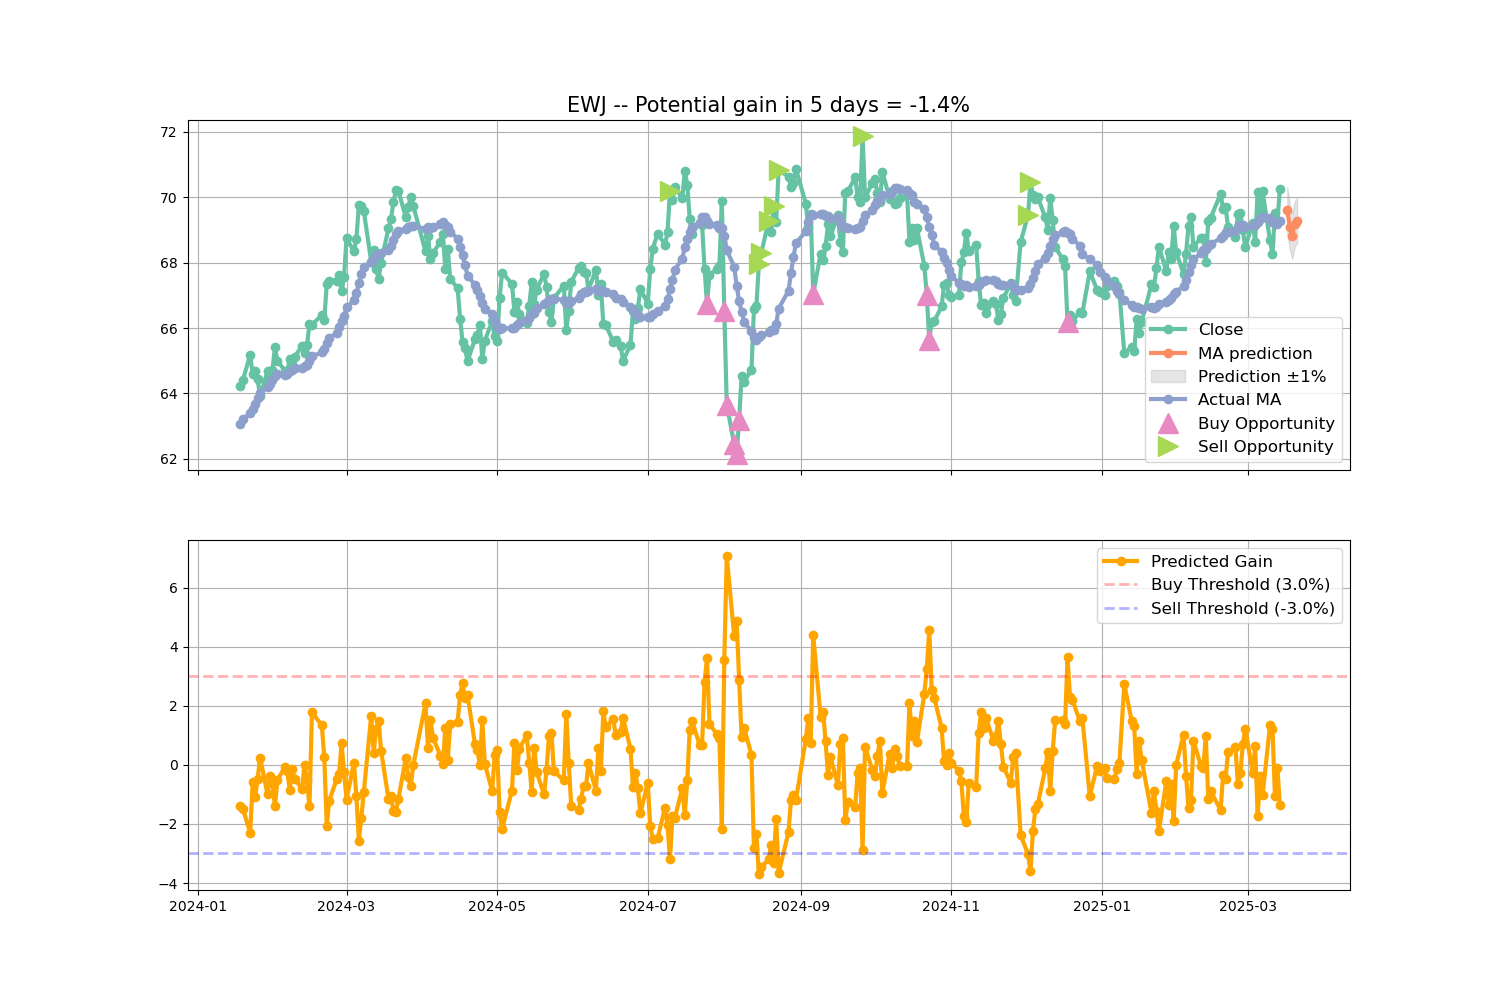 EWJ -- Potential gain in 5 days = -1.4%
72
70
68
66
64
62
Close
MA prediction
Prediction ±1%
Actual MA
Buy Opportunity
Sell Opportunity
6
4
2
0
−2
−4
Predicted Gain
Buy Threshold (3.0%)
Sell Threshold (-3.0%)
2024-01
2024-03
2024-05
2024-07
2024-09
2024-11
2025-01
2025-03